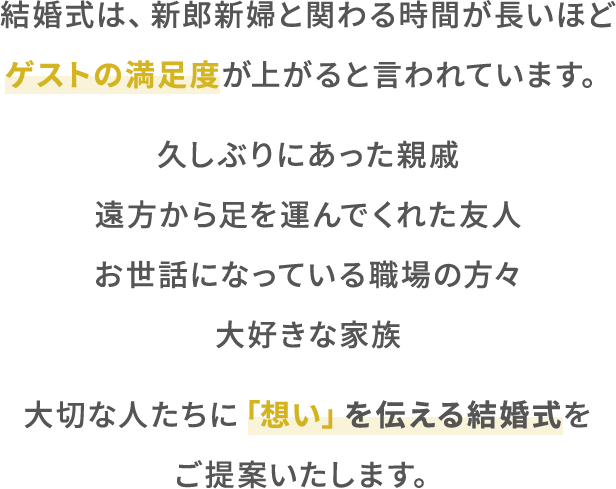 結婚式は、新郎新婦と関わる時間が長いほど
ゲストの満足度が上がると言われています。
久しぶりにあった親戚
遠方から足を運んでくれた友人
お世話になっている職場の方々
大好きな家族
大切な人たちに「想い」を伝える結婚式を
ご提案いたします。